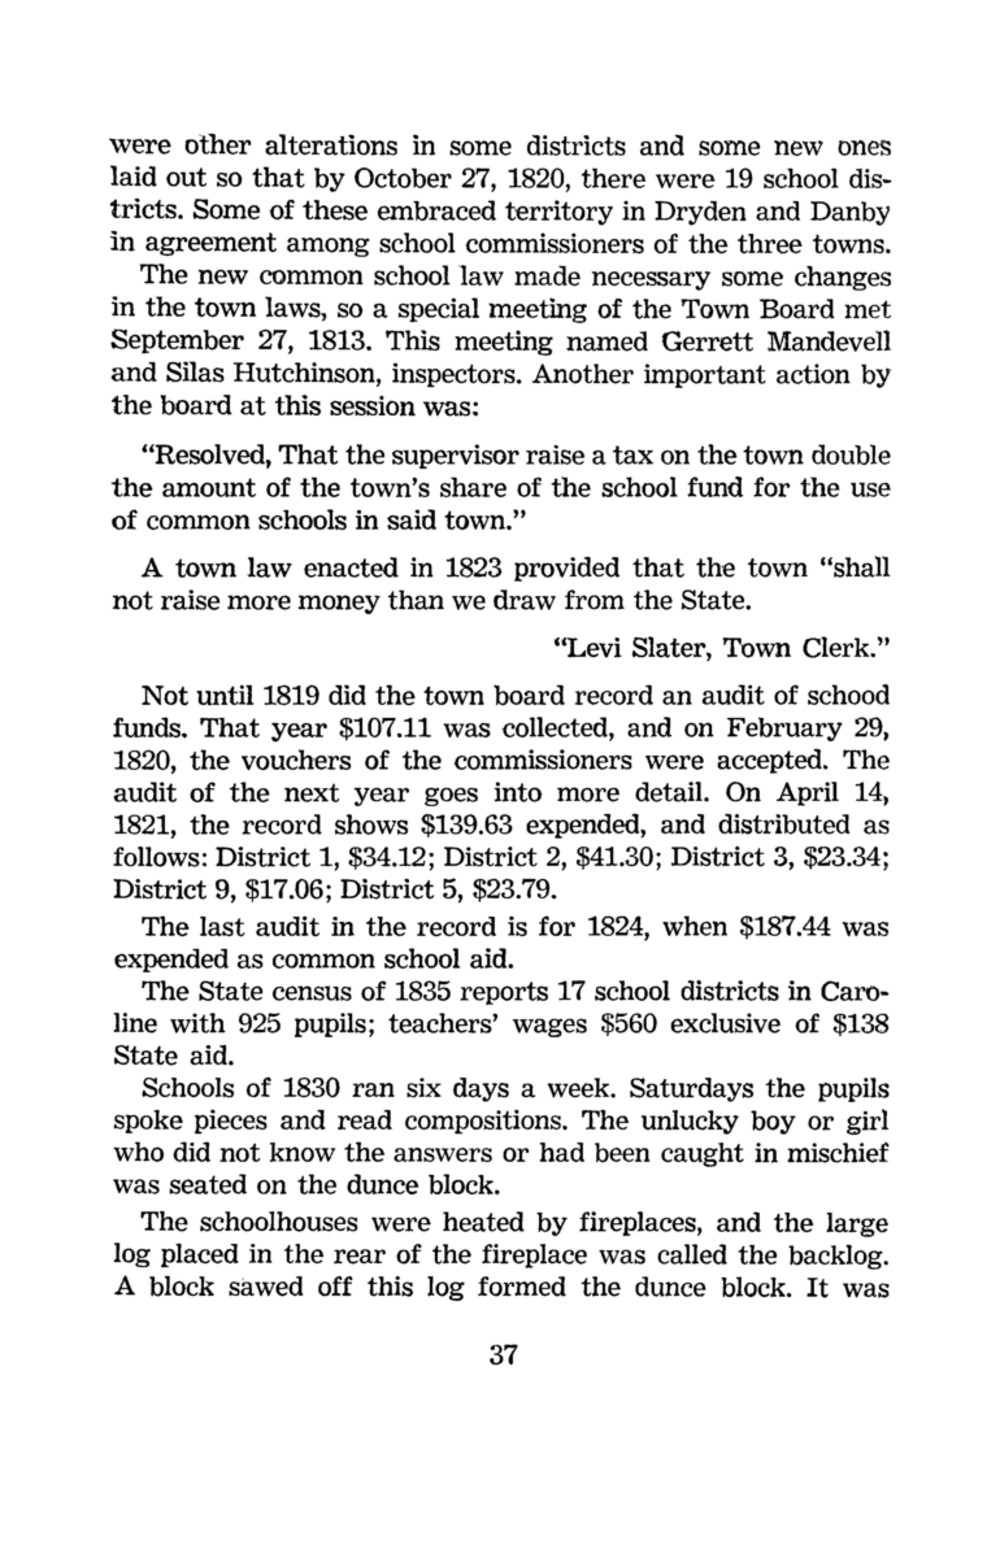 were other alterations in some districts and some new ones
laid out so that by October 27, 1820, there were 19 school dis-
tricts. Some of these embraced territory in Dryden and Danby
in agreement among school commissioners of the three towns.
The new common school law made necessary some changes
in the town laws, so a special meeting of the Town Board met
September 27, 1813. This meeting named Gerrett Mandevell
and Silas Hutchinson, inspectors. Another important action by
the board at this session was:
“Resolved, That the supervisor raise a tax on the town double
the amount of the town’s share of the school fund for the use
of common schools in said town.”
A town law enacted in 1823 provided that the town “shall
not raise more money than we draw from the State.
“Levi Slater, Town Clerk.”
Not until 1819 did the town board record an audit of schood
funds. That year $107.11 was collected, and on February 29,
1820, the vouchers of the commissioners were accepted. The
audit of the next year goes into more detail. On April 14,
1821, the record shows $139.63 expended, and distributed as
follows: District 1, $34.12; District 2, $41.30; District 3, $23.34;
District 9, $17.06; District 5, $23.79.
The last audit in the record is for 1824, when $187.44 was
expended as common school aid.
The State census of 1835 reports 17 school districts in Caro-
line with 925 pupils; teachers’ wages $560 exclusive of $138
State aid.
Schools of 1830 ran six days a week. Saturdays the pupils
spoke pieces and read compositions. The unlucky boy or girl
who did not know the answers or had been caught in mischief
was seated on the dunce block.
The schoolhouses were heated by fireplaces, and the large
log placed in the rear of the fireplace was called the backlog.
A block sawed off this log formed the dunce block. It was
37